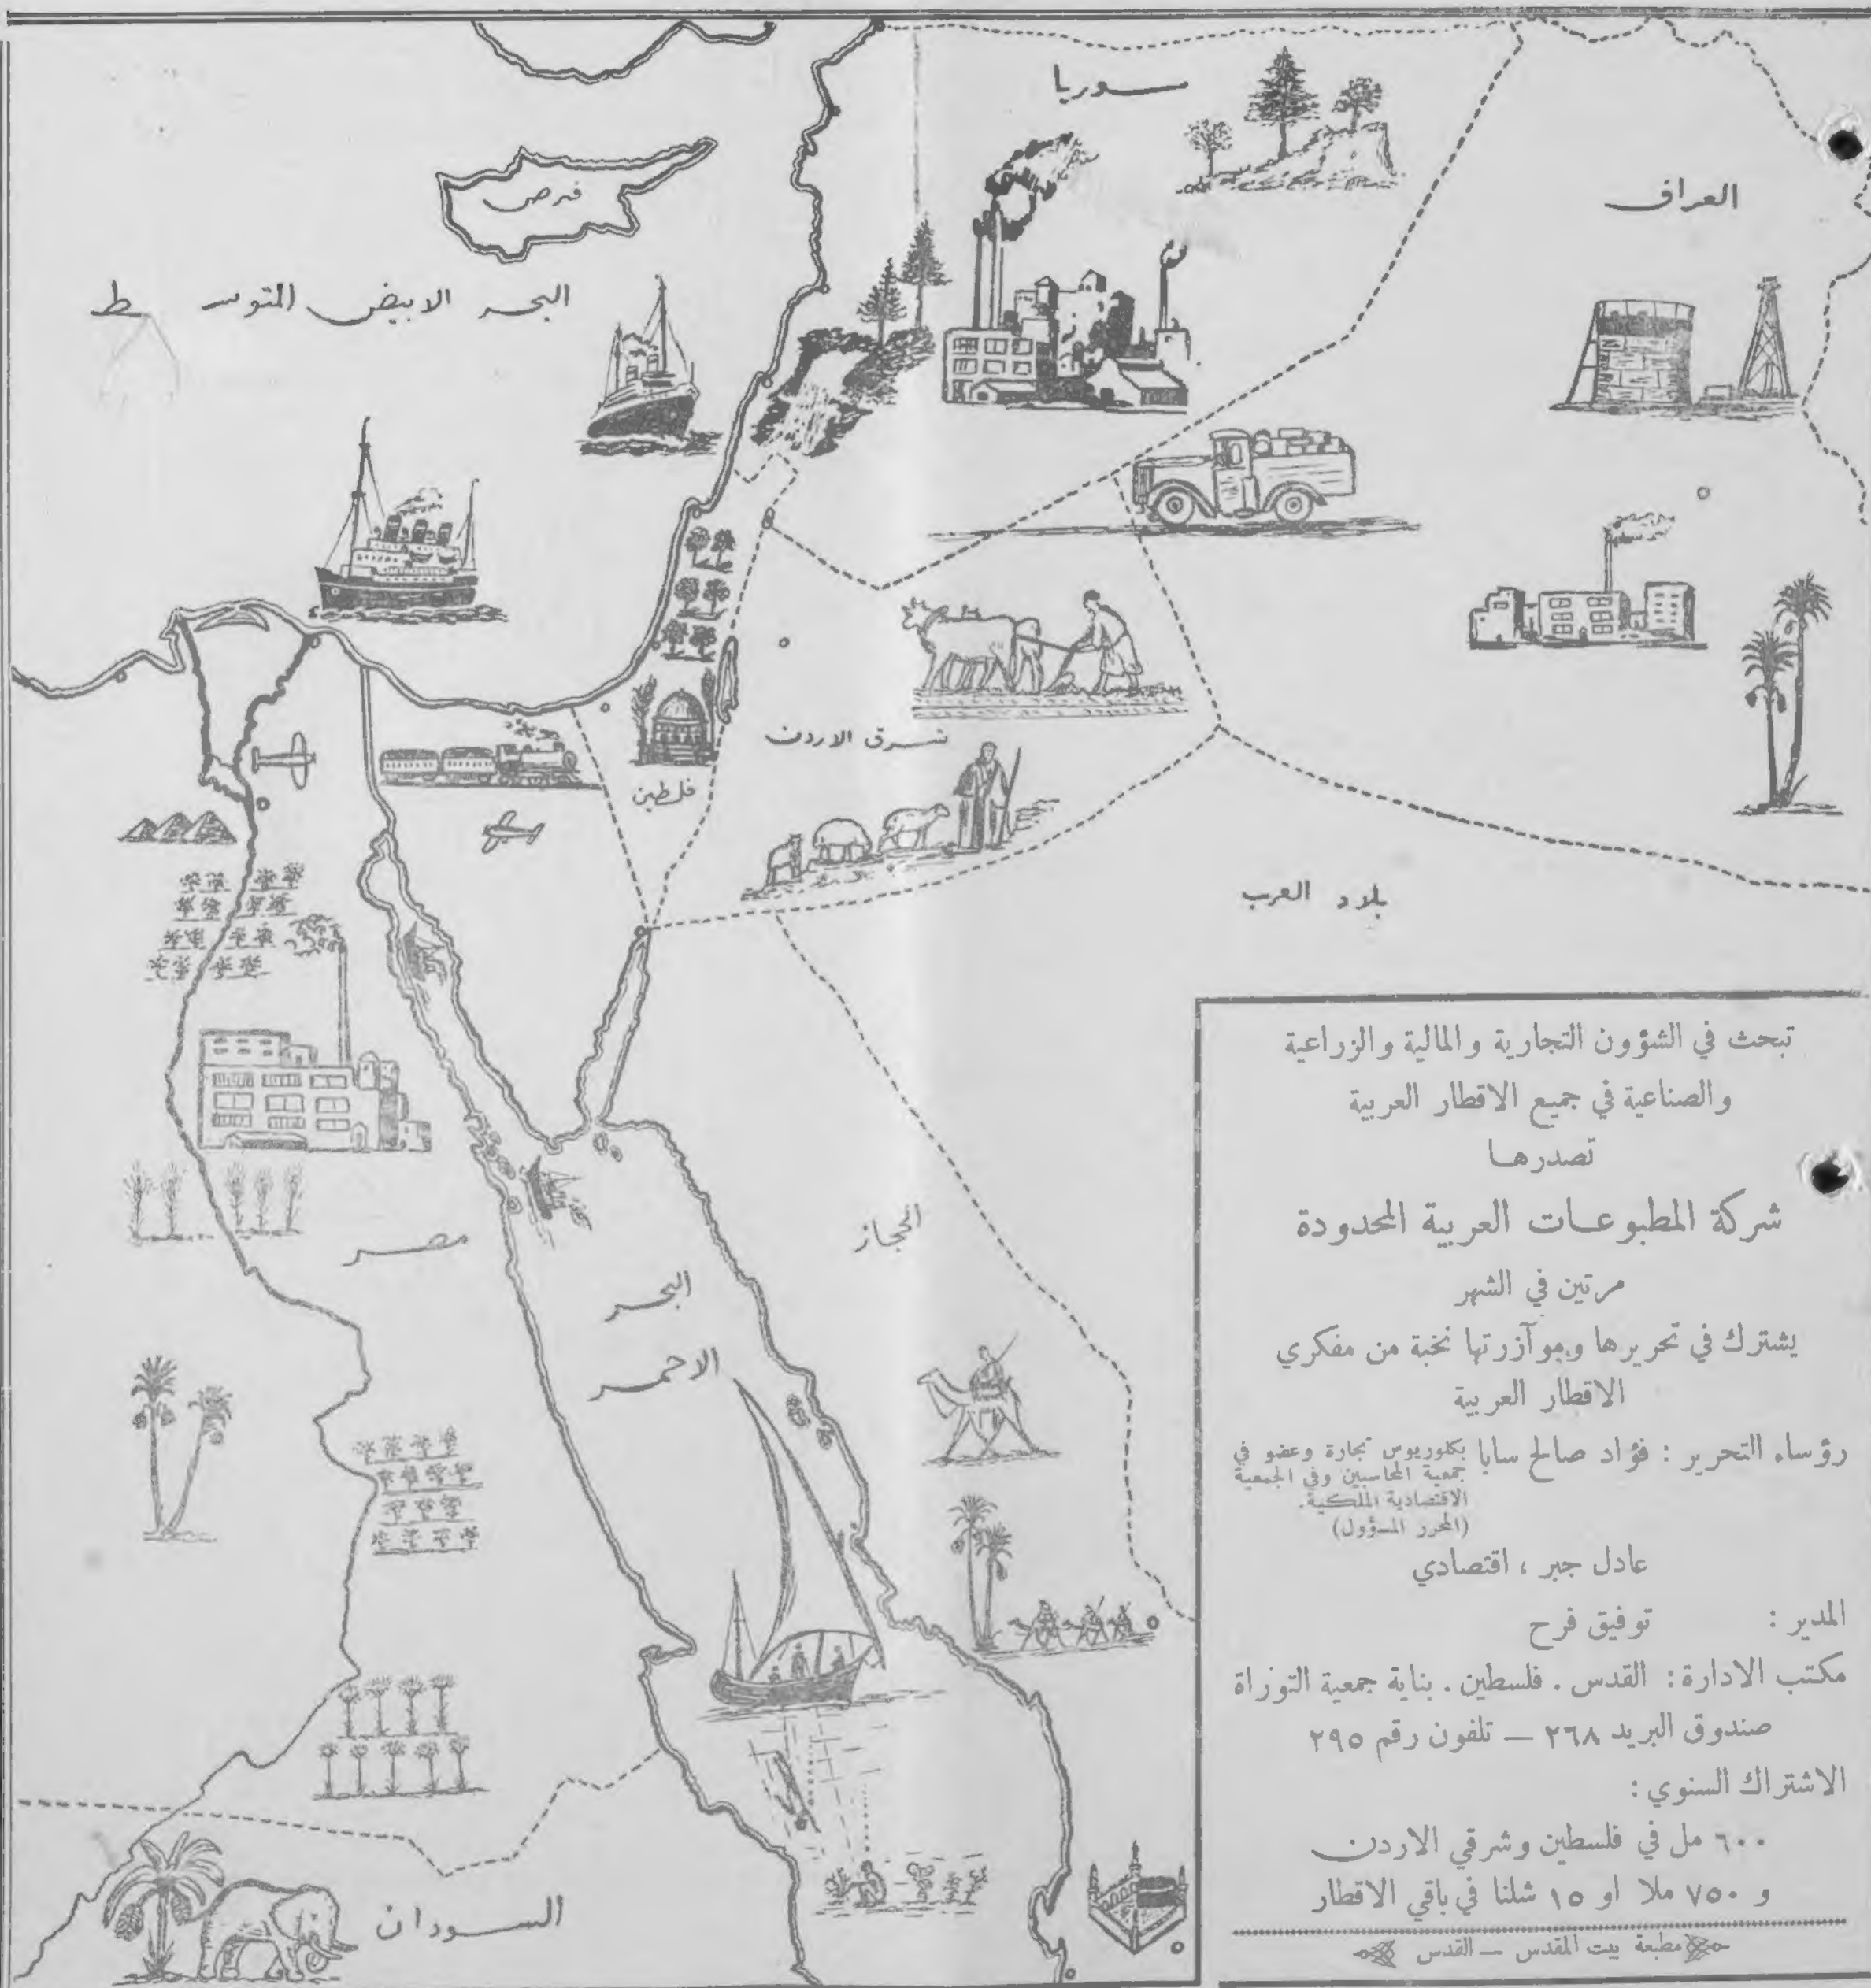 سوريا
العراق
قبرص
البحر الابيض المتوسط
شرق الاردن
فلسطين
بلاد العرب
مصر
الحجاز
البحر
الاحمر
السودان
تبحث في الشؤون التجارية والمالية والزراعية
والصناعية في جميع الاقطار العربية
تصدرها
شركة المطبوعات العربية المحدودة
مرتين في الشهر
يشترك في تحريرها وموآزرتها نخبة من مفكري
الاقطار العربية
رؤساء التحرير : فؤاد صالح سابا بكلوريوس تجارة وعضو في
جمعية المحاسبين وفي الجمعية
الاقتصادية الملكية.
(المحرر المسؤول)
عادل جبر ، اقتصادي
المدير : توفيق فرح
مكتب الادارة : القدس . فلسطين . بناية جمعية التوراة
صندوق البريد ٢٦٨ — تلفون رقم ٢٩٥
الاشتراك السنوي :
٦٠٠ مل في فلسطين وشرقي الاردن
و ٧٥٠ ملا او ١٥ شلنا في باقي الاقطار
مطبعة بيت المقدس — القدس